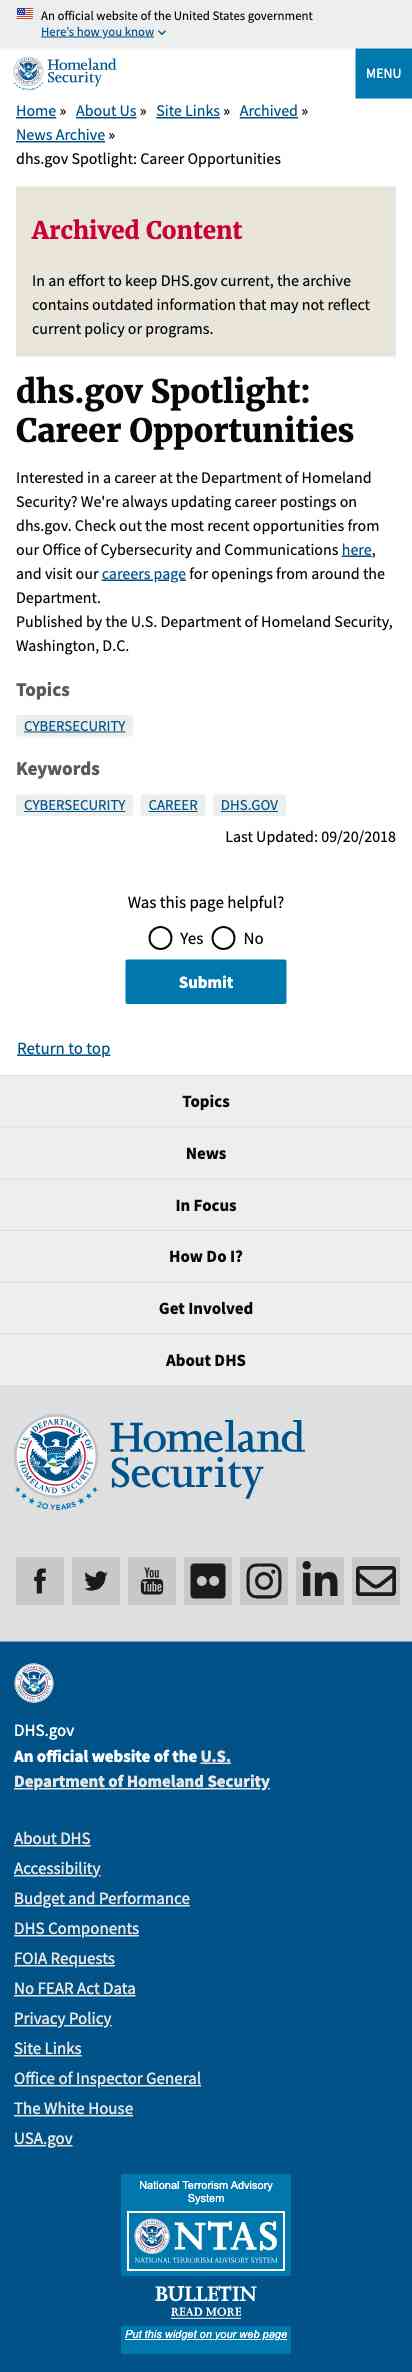 An official website of the United States government
Here's how you know
Homeland
Security
MENU
Home » About Us » Site Links » Archived »
News Archive »
dhs.gov Spotlight: Career Opportunities
Archived Content
In an effort to keep DHS.gov current, the archive
contains outdated information that may not reflect
current policy or programs.
dhs.gov Spotlight:
Career Opportunities
Interested in a career at the Department of Homeland
Security? We're always updating career postings on
dhs.gov. Check out the most recent opportunities from
our Office of Cybersecurity and Communications here,
and visit our careers page for openings from around the
Department.
Published by the U.S. Department of Homeland Security,
Washington, D.C.
Topics
CYBERSECURITY
Keywords
CYBERSECURITY CAREER DHS.GOV
Last Updated: 09/20/2018
Was this page helpful?
Yes No
Submit
Return to top
Topics
News
In Focus
How Do I?
Get Involved
About DHS
U.S. DEPARTMENT OF HOMELAND SECURITY
20 YEARS
Homeland
Security
You
Tube
in
DHS.gov
An official website of the U.S.
Department of Homeland Security
About DHS
Accessibility
Budget and Performance
DHS Components
FOIA Requests
No FEAR Act Data
Privacy Policy
Site Links
Office of Inspector General
The White House
USA.gov
National Terrorism Advisory
System
NTAS
NATIONAL TERRORISM ADVISORY SYSTEM
BULLETIN
READ MORE
Put this widget on your web page